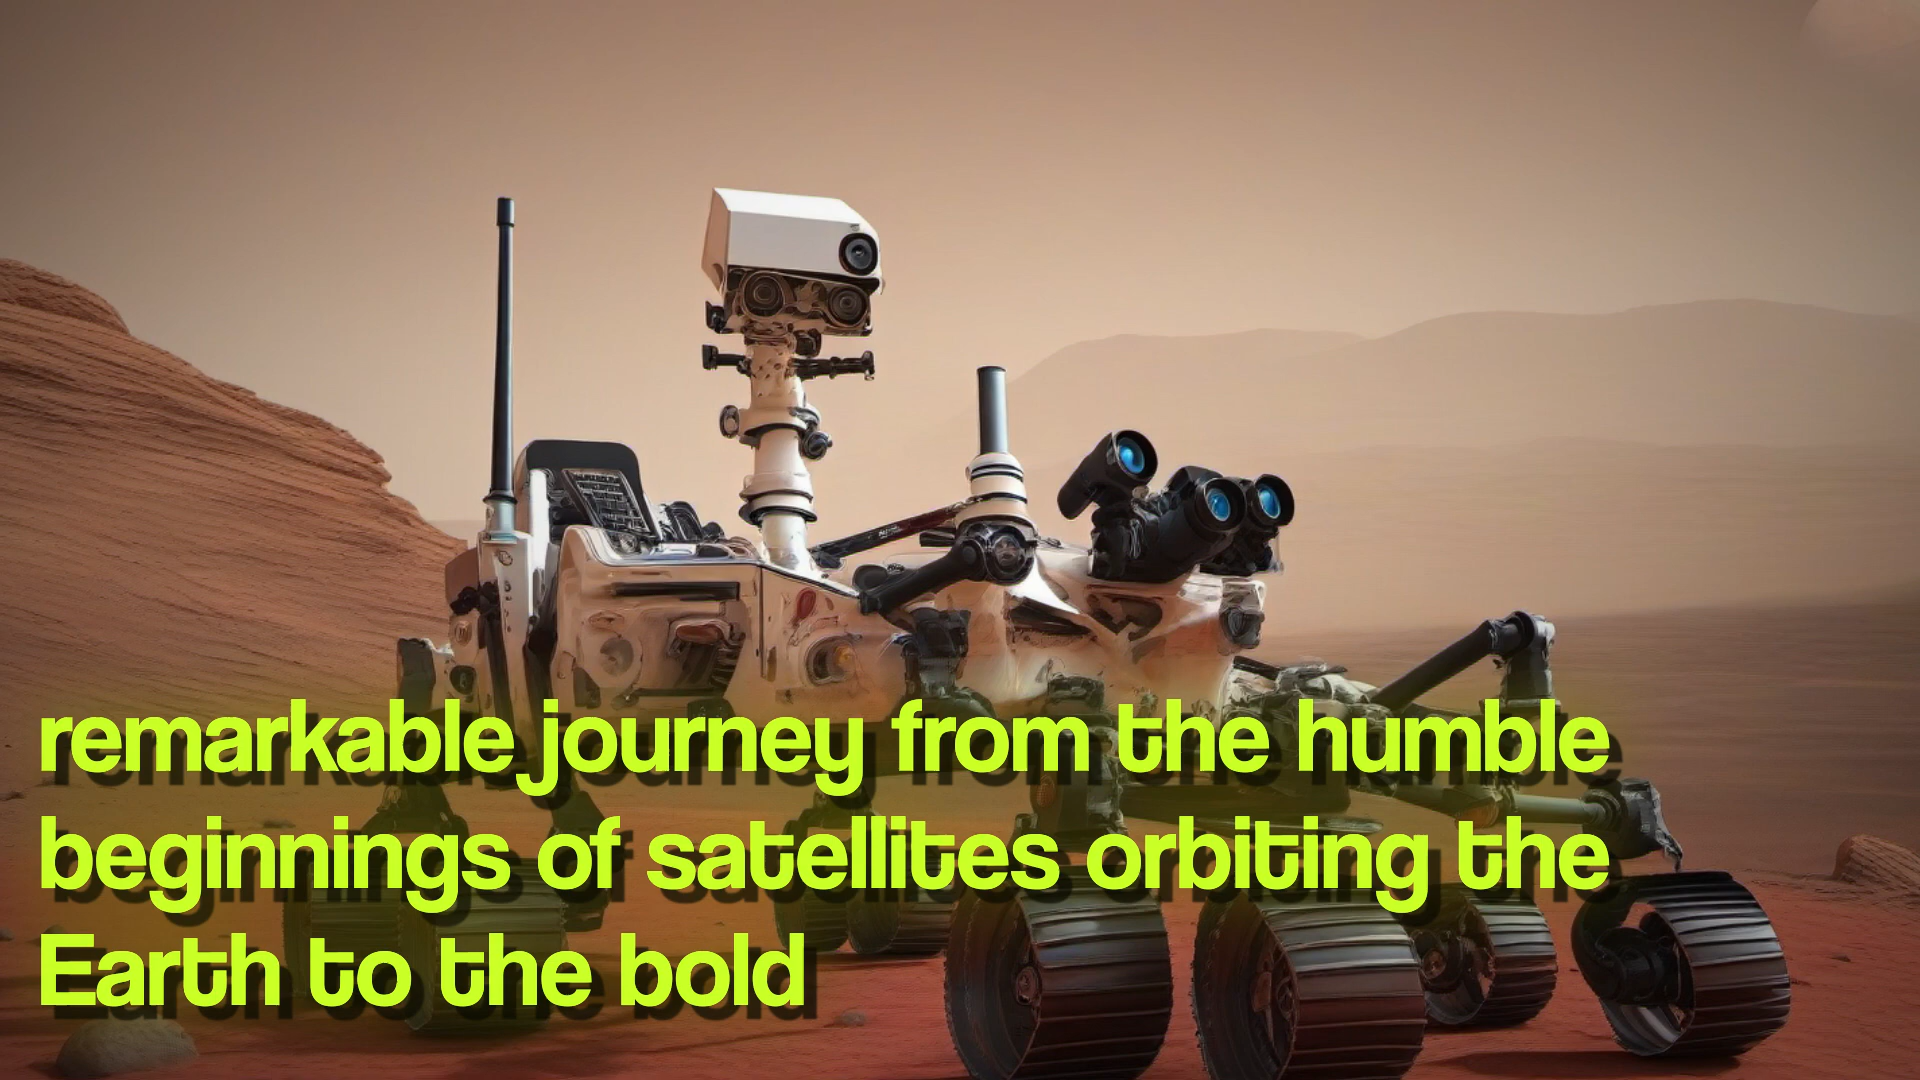 remarkable journey from the humble
beginnings of satellites orbiting the
Earth to the bold